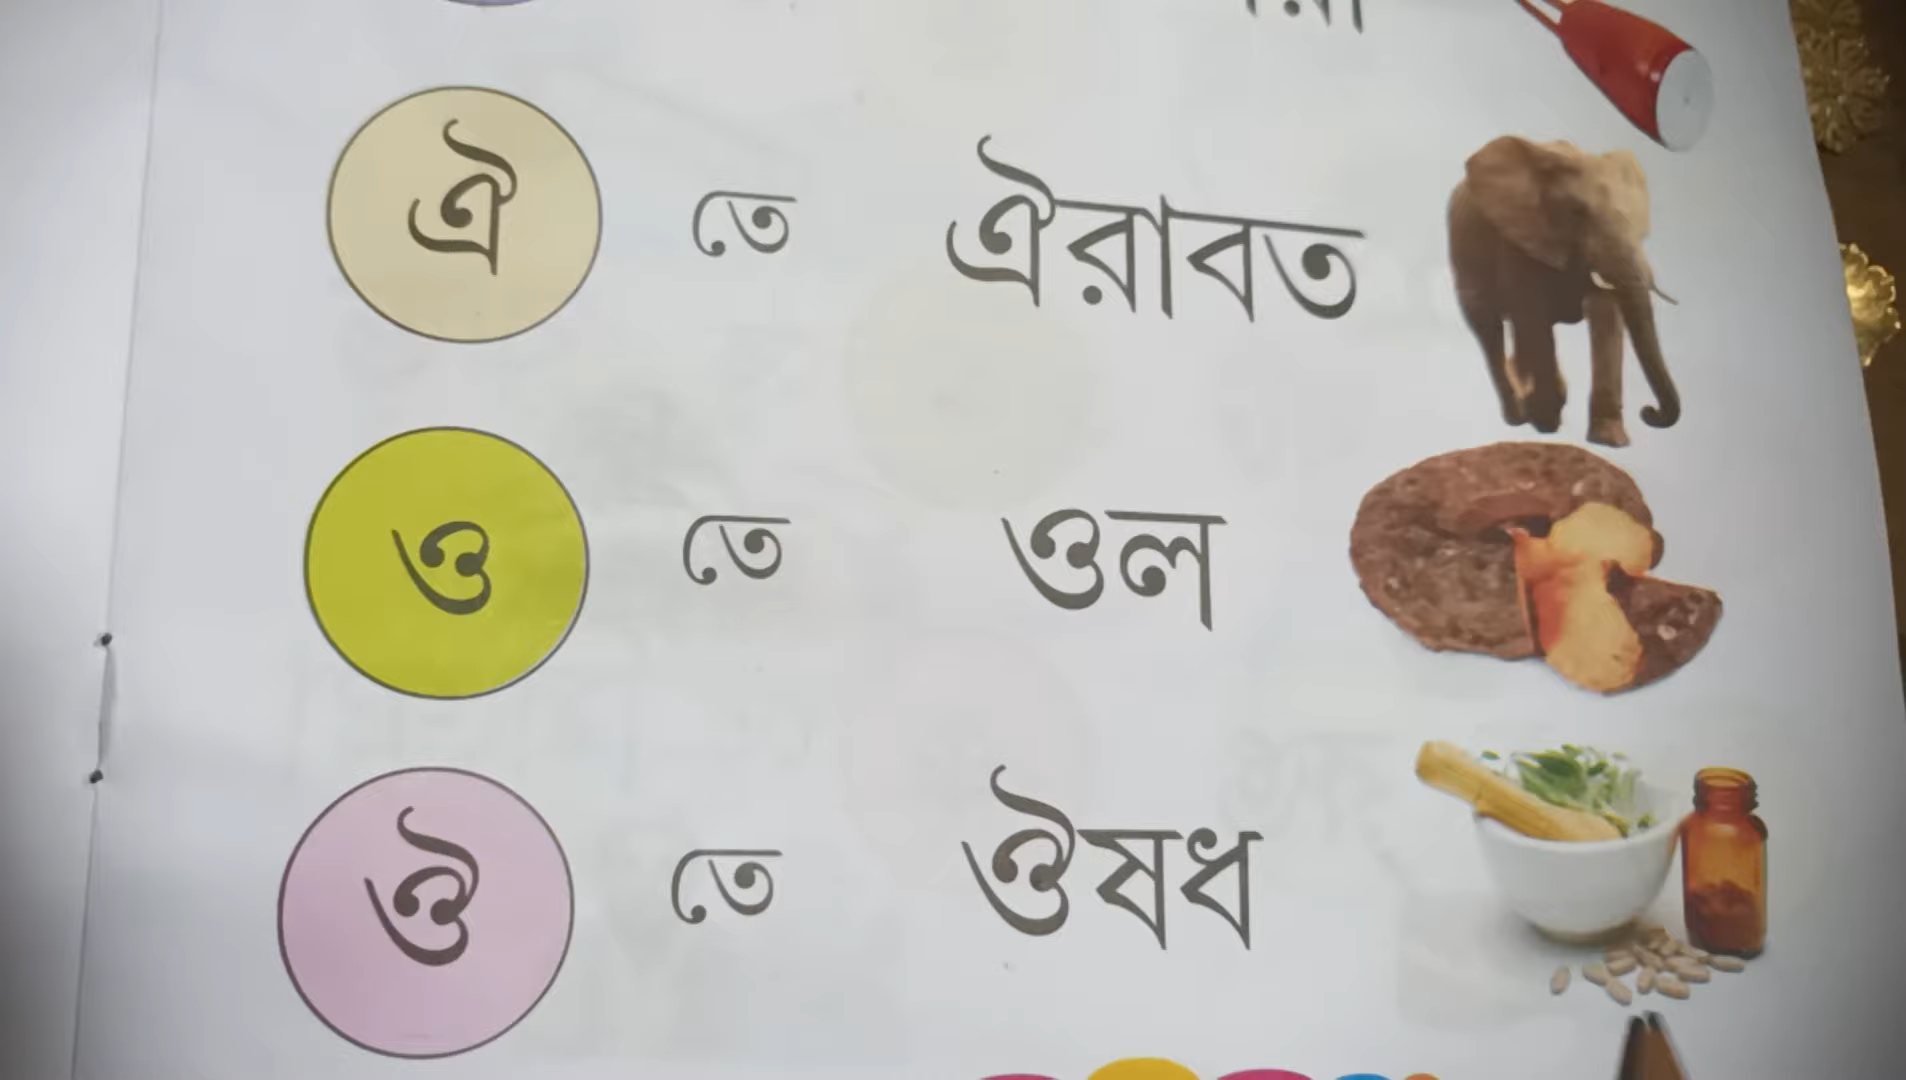 ঐ তে ঐরাবত
ও তে ওল
ঔ তে ঔষধ